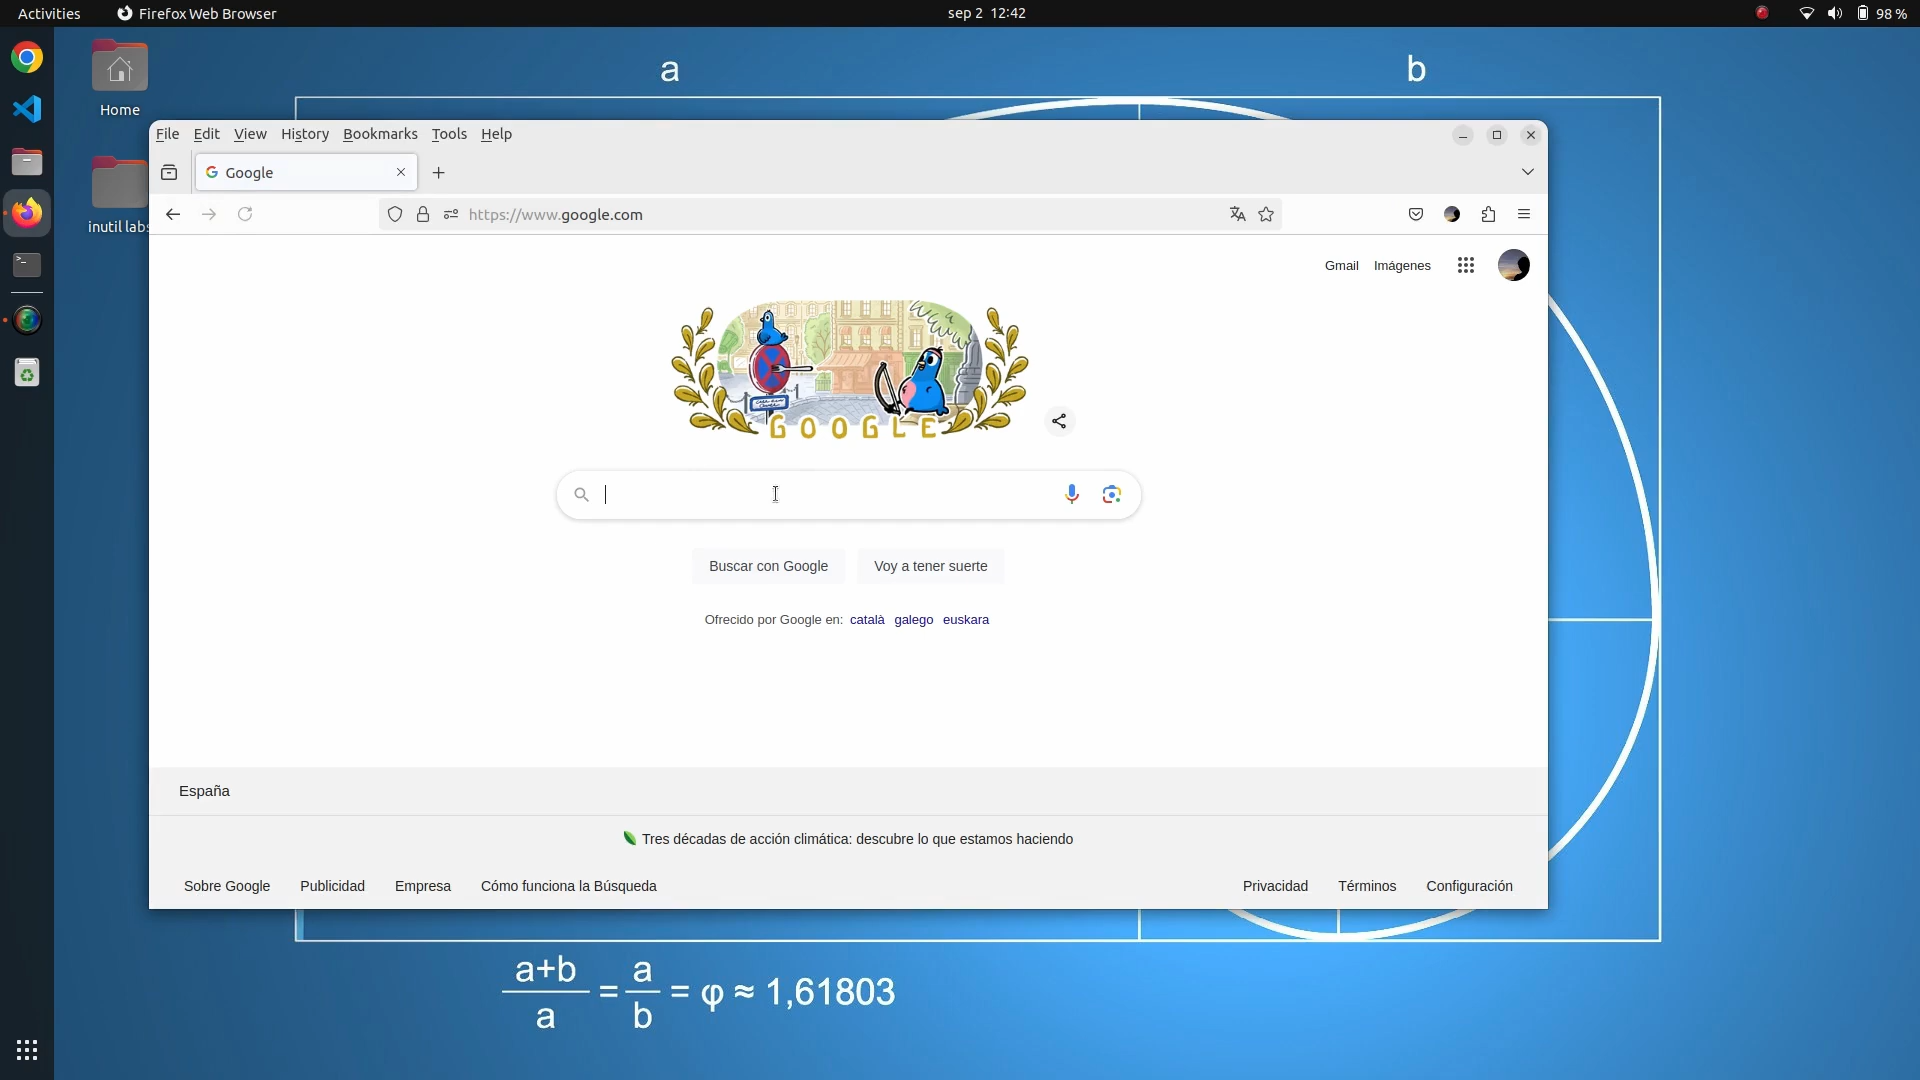 Activities Firefox Web Browser sep 2 12:42 98 %
a b
Home
inutil labs
File Edit View History Bookmarks Tools Help
Google
https://www.google.com
Gmail Imágenes
GOOGLE
Buscar con Google Voy a tener suerte
Ofrecido por Google en: català galego euskara
España
Tres décadas de acción climática: descubre lo que estamos haciendo
Sobre Google Publicidad Empresa Cómo funciona la Búsqueda Privacidad Términos Configuración
a+b a
= = φ ≈ 1,61803
a b